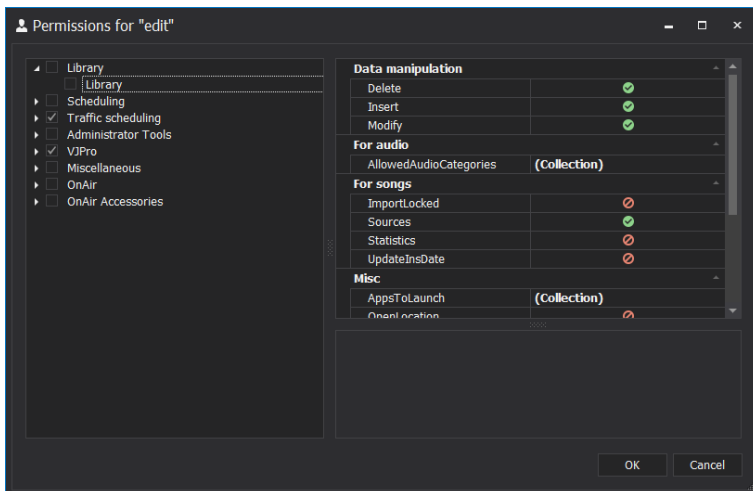 Permissions for "edit"
Library
Library
Scheduling
Traffic scheduling
Administrator Tools
VJPro
Miscellaneous
OnAir
OnAir Accessories
Data manipulation
Delete
Insert
Modify
For audio
AllowedAudioCategories (Collection)
For songs
ImportLocked
Sources
Statistics
UpdateInsDate
Misc
AppsToLaunch (Collection)
OpenLocation
OK Cancel